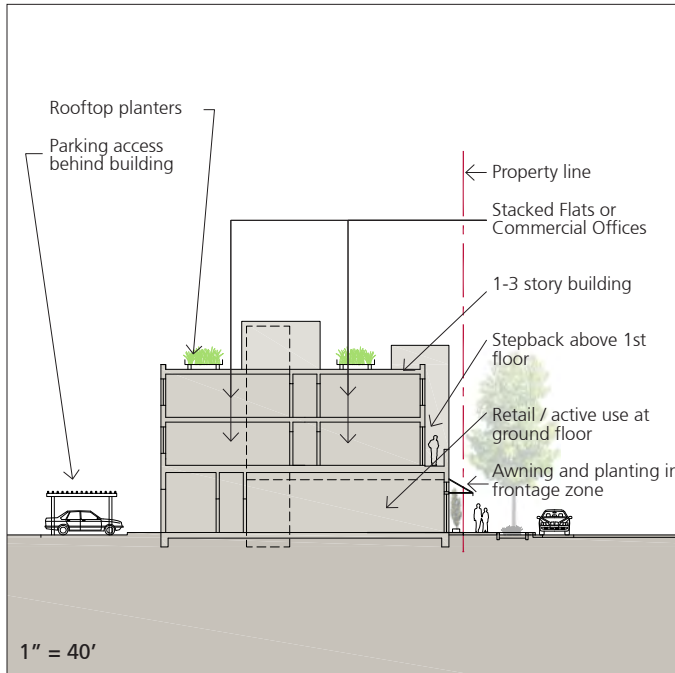 Rooftop planters
Parking access
behind building
Property line
Stacked Flats or
Commercial Offices
1-3 story building
Stepback above 1st
floor
Retail / active use at
ground floor
Awning and planting in
frontage zone
1” = 40’